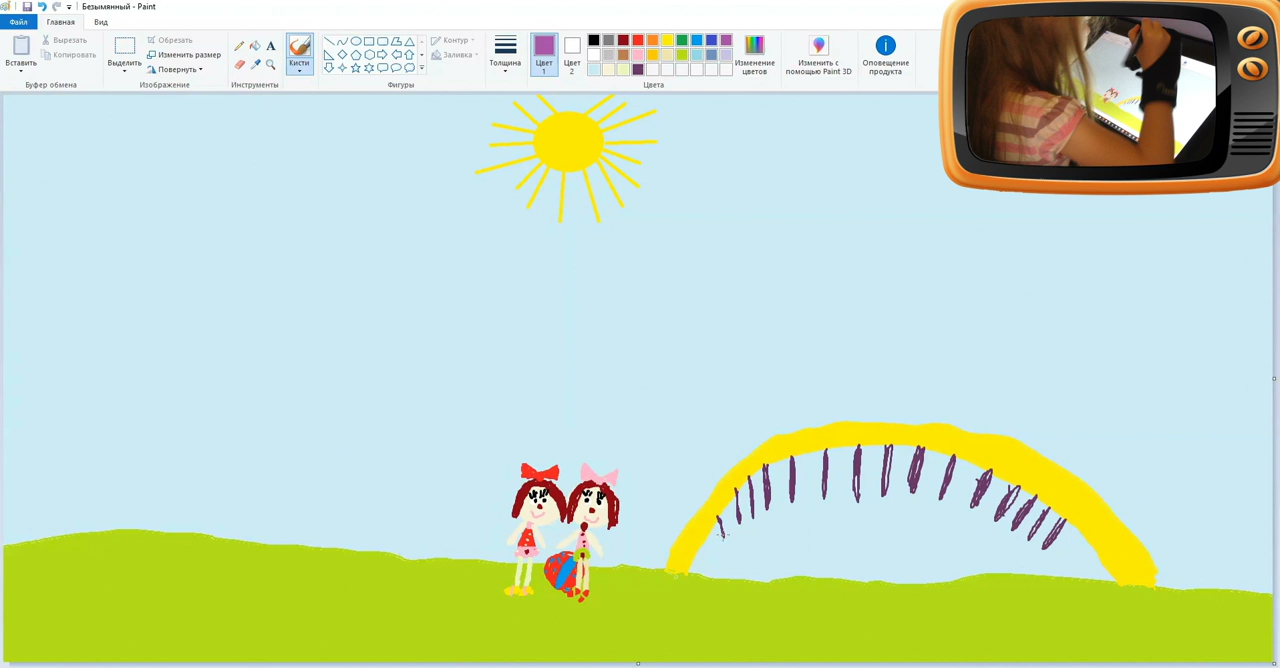 Безымянный - Paint
Файл Главная Вид
Вставить
Вырезать
Копировать
Буфер обмена
Выделить
Обрезать
Изменить размер
Повернуть
Изображение
A
Инструменты
Кисти
Контур
Заливка
Фигуры
Толщина
Цвет 1
Цвет 2
Изменение цветов
Цвета
Изменить с помощью Paint 3D
Оповещение продукта